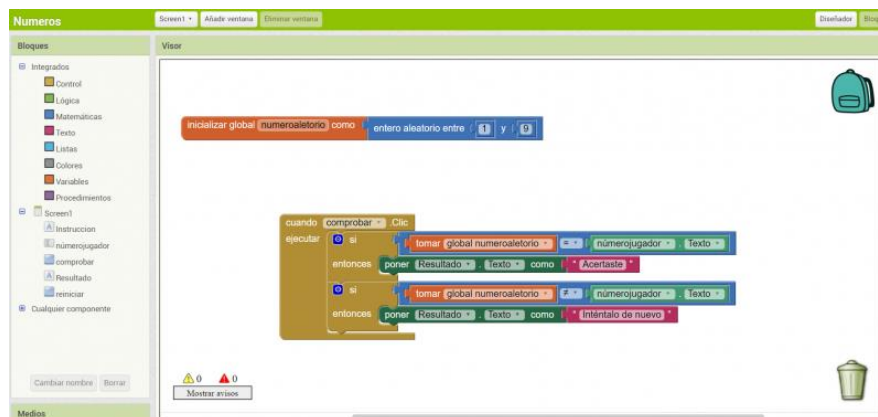 Numeros
Screen1 Añadir ventana Eliminar ventana
Diseñador
Bloques
Visor
Integrados
Control
Lógica
Matemáticas
Texto
Listas
Colores
Variables
Procedimientos
Screen1
Instruccion
númerojugador
comprobar
Resultado
reiniciar
Cualquier componente
Cambiar nombre Borrar
Medios
inicializar global numeroaletorio como entero aleatorio entre 1 y 9
cuando comprobar .Clic
ejecutar si tomar global numeroaletorio = númerojugador . Texto
entonces poner Resultado . Texto como " Acertaste "
si tomar global numeroaletorio ≠ númerojugador . Texto
entonces poner Resultado . Texto como " Inténtalo de nuevo "
0 0
Mostrar avisos